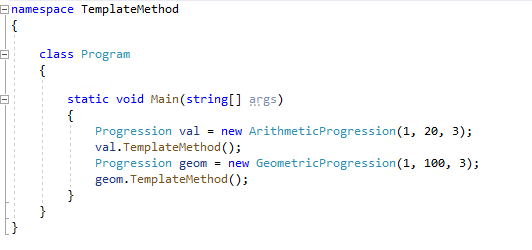 namespace TemplateMethod
{
class Program
{
static void Main(string[] args)
{
Progression val = new ArithmeticProgression(1, 20, 3);
val.TemplateMethod();
Progression geom = new GeometricProgression(1, 100, 3);
geom.TemplateMethod();
}
}
}